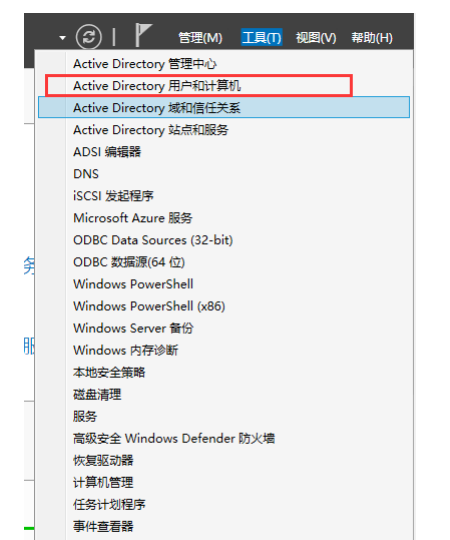 管理(M) 工具(T) 视图(V) 帮助(H)
Active Directory 管理中心
Active Directory 用户和计算机
Active Directory 域和信任关系
Active Directory 站点和服务
ADSI 编辑器
DNS
iSCSI 发起程序
Microsoft Azure 服务
ODBC Data Sources (32-bit)
ODBC 数据源(64 位)
Windows PowerShell
Windows PowerShell (x86)
Windows Server 备份
Windows 内存诊断
本地安全策略
磁盘清理
服务
高级安全 Windows Defender 防火墙
恢复驱动器
计算机管理
任务计划程序
事件查看器